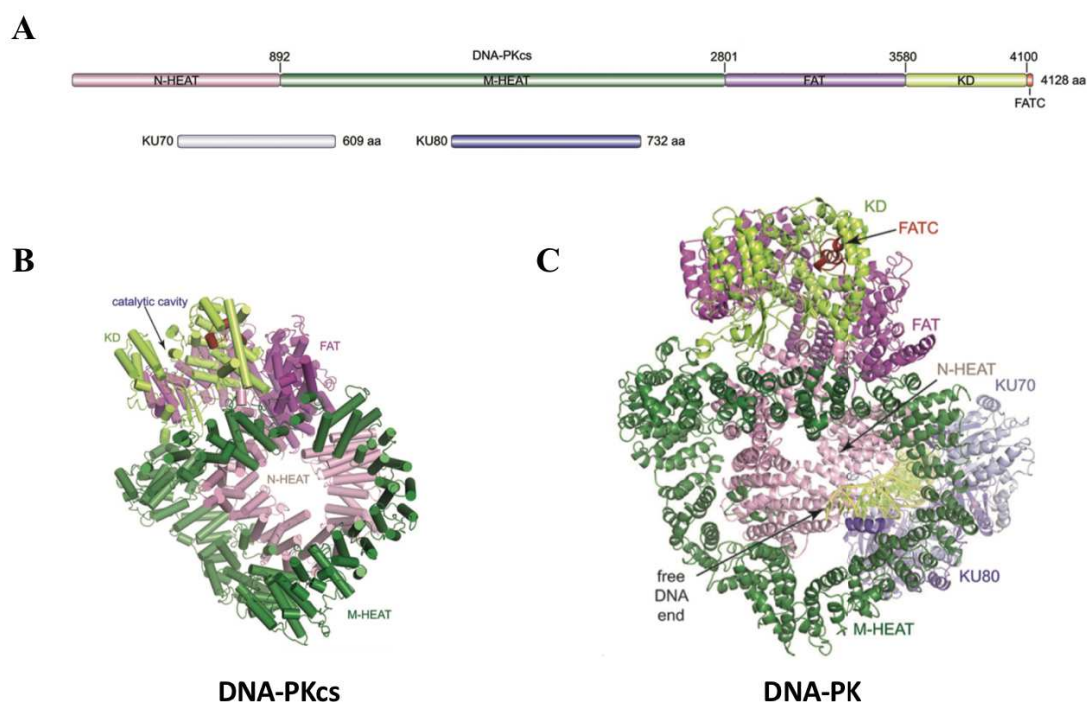 A
892 DNA-PKcs 2801 3580 4100
N-HEAT M-HEAT FAT KD 4128 aa
FATC
KU70 609 aa KU80 732 aa
B
catalytic cavity
KD
FAT
N-HEAT
M-HEAT
DNA-PKcs
C
KD
FATC
FAT
N-HEAT
KU70
free
DNA
end
KU80
M-HEAT
DNA-PK